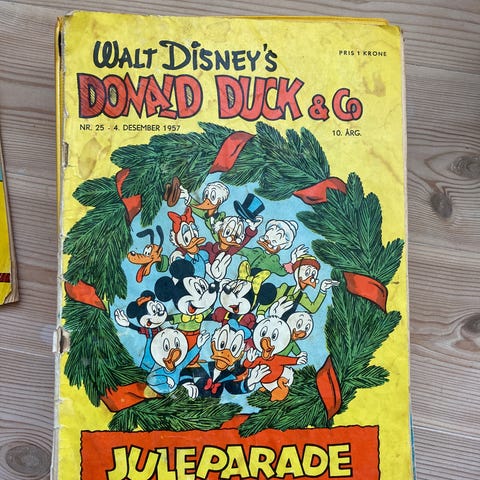 WALT DISNEY'S
PRIS 1 KRONE
DONALD DUCK & Co
NR. 25 - 4. DESEMBER 1957
10. ÅRG.
JULEPARADE